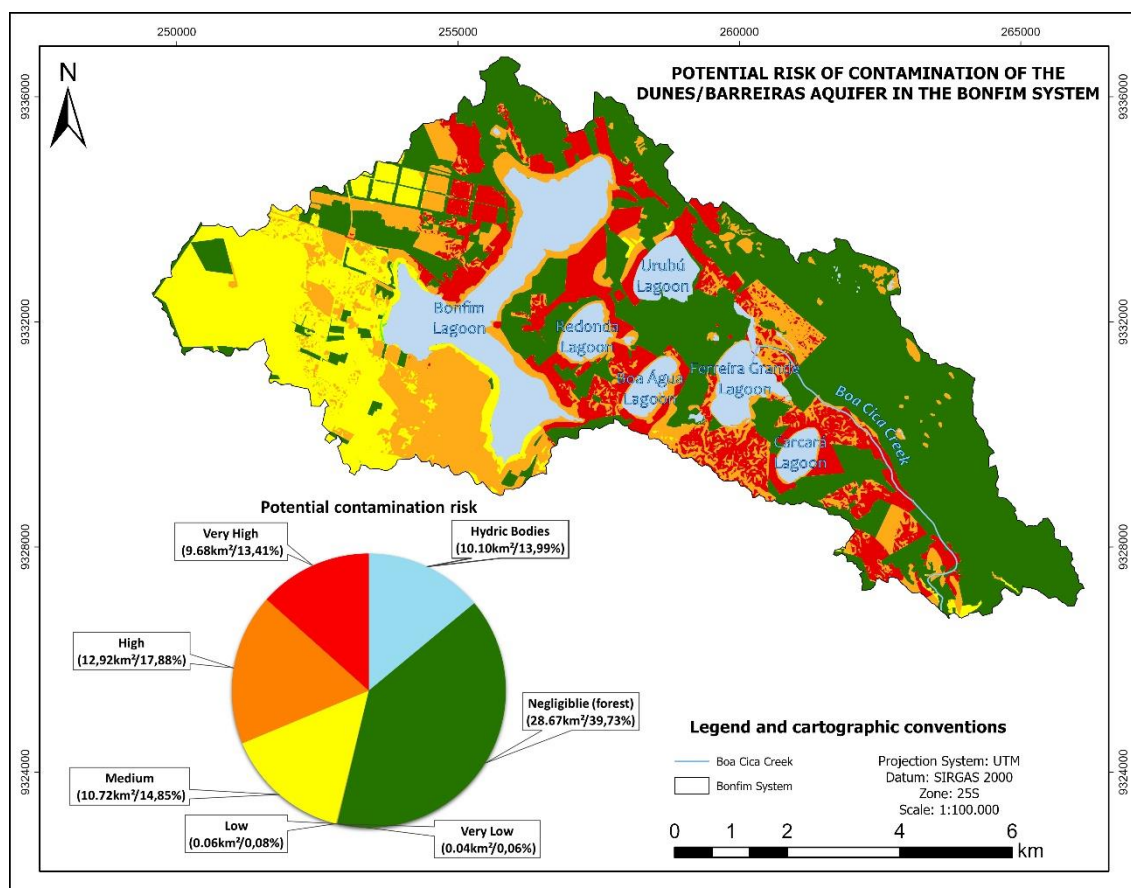 250000
255000
260000
265000
9336000
9336000
N
POTENTIAL RISK OF CONTAMINATION OF THE
DUNES/BARREIRAS AQUIFER IN THE BONFIM SYSTEM
9332000
9332000
Bonfim
Lagoon
Urubú
Lagoon
Redonda
Lagoon
Boa Água
Lagoon
Ferreira Grande
Lagoon
Carcará
Lagoon
Boa Cica Creek
9328000
9328000
Potential contamination risk
Very High
(9.68km²/13,41%)
Hydric Bodies
(10.10km²/13,99%)
High
(12,92km²/17,88%)
Negligiblie (forest)
(28.67km²/39,73%)
Medium
(10.72km²/14,85%)
Low
(0.06km²/0,08%)
Very Low
(0.04km²/0,06%)
9324000
9324000
Legend and cartographic conventions
Boa Cica Creek
Bonfim System
Projection System: UTM
Datum: SIRGAS 2000
Zone: 25S
Scale: 1:100.000
0 1 2 4 6
km